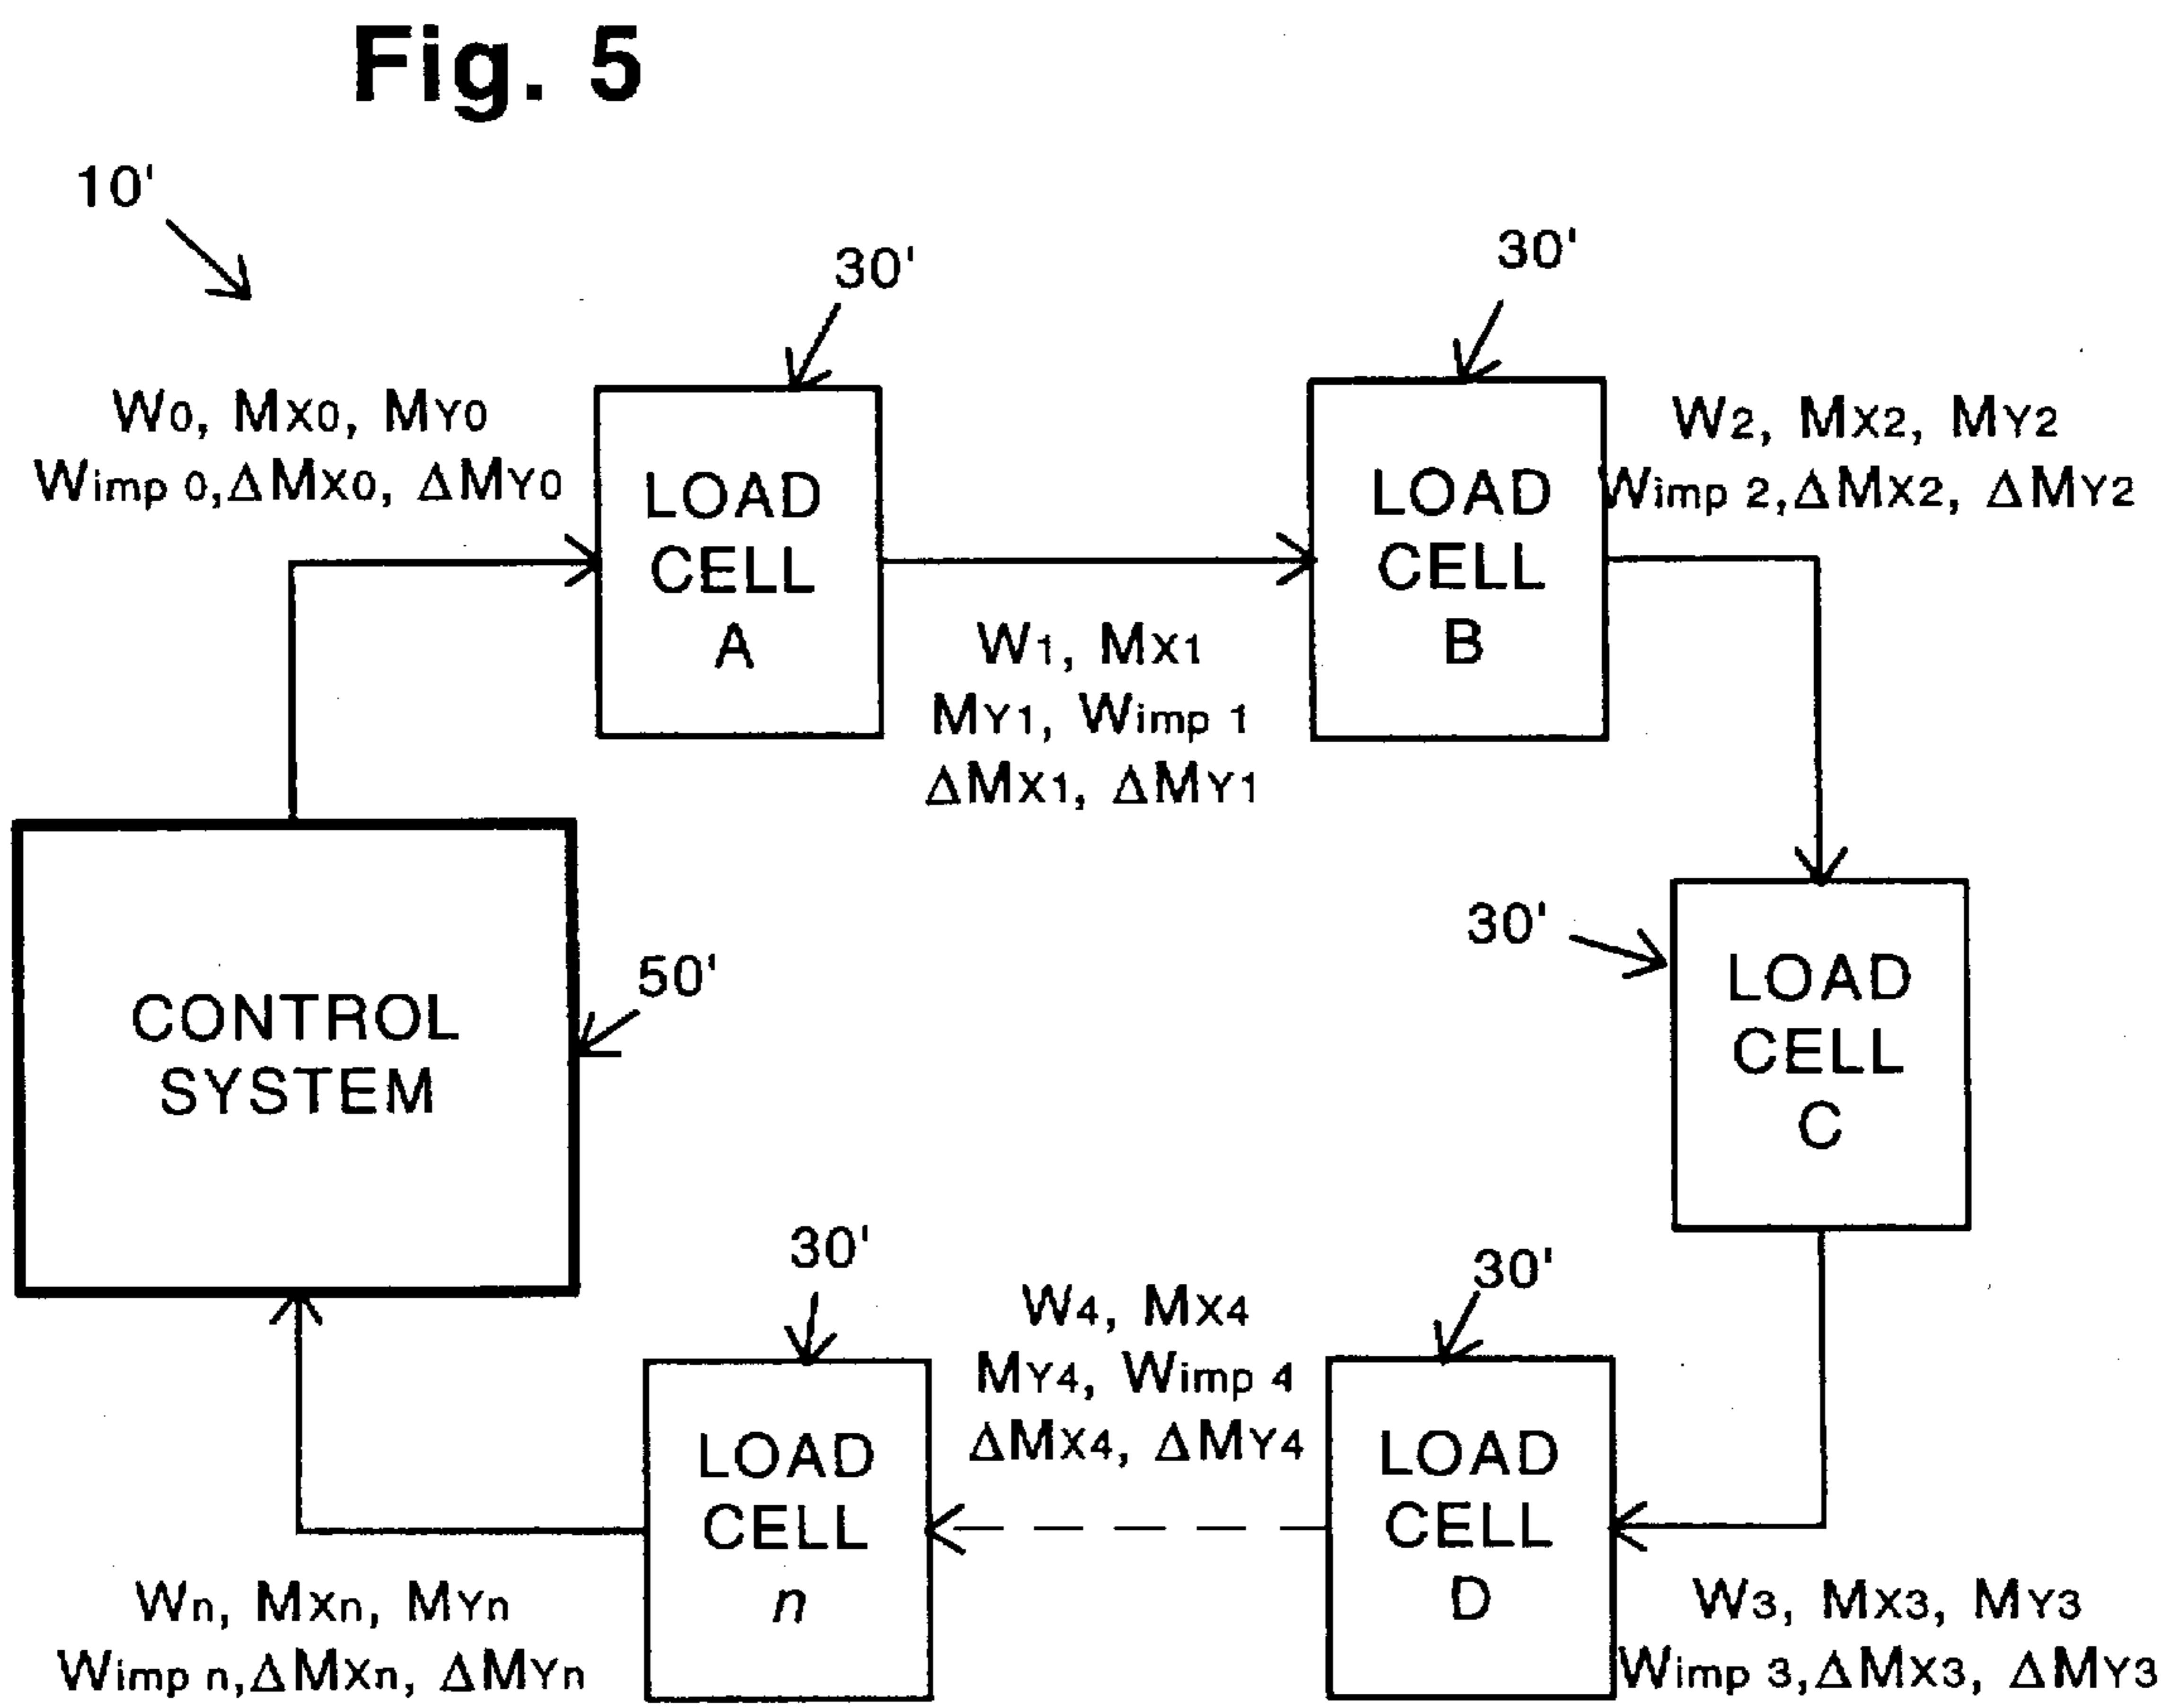 Fig. 5
10'
30'
30'
W0, MX0, MY0
Wimp 0,ΔMX0, ΔMY0
LOAD
CELL
A
W1, MX1
MY1, Wimp 1
ΔMX1, ΔMY1
LOAD
CELL
B
W2, MX2, MY2
Wimp 2,ΔMX2, ΔMY2
CONTROL
SYSTEM
50'
30'
LOAD
CELL
C
30'
LOAD
CELL
n
W4, MX4
MY4, Wimp 4
ΔMX4, ΔMY4
30'
LOAD
CELL
D
Wn, MXn, MYn
Wimp n,ΔMXn, ΔMYn
W3, MX3, MY3
Wimp 3,ΔMX3, ΔMY3